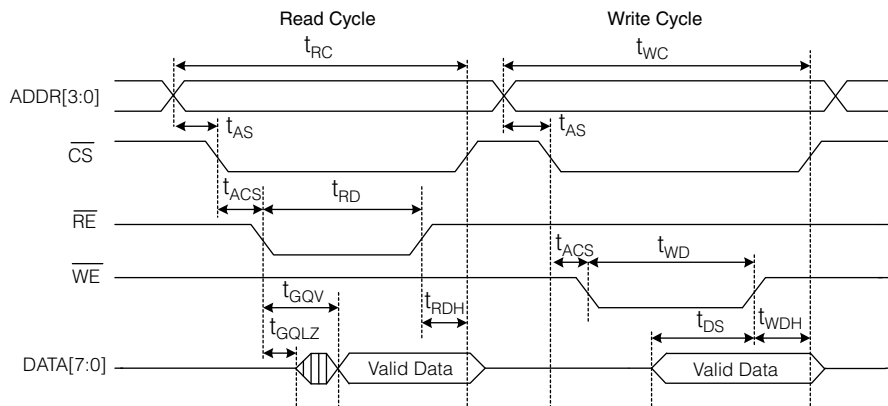 Read Cycle Write Cycle
tRC tWC
ADDR[3:0]
tAS tAS
CS
tACS tRD
RE
tACS tWD
WE
tGQV
tRDH tDS tWDH
tGQLZ
DATA[7:0] Valid Data Valid Data